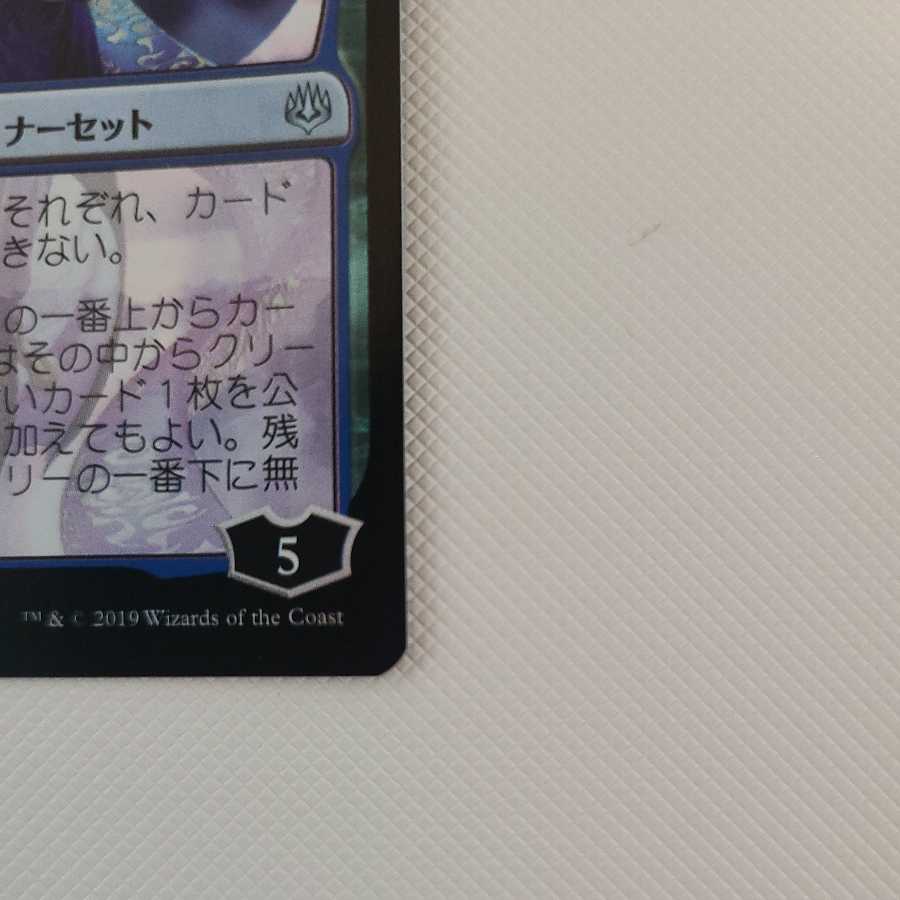 ナーセット
それぞれ、カード
きない。
の一番上からカー
はその中からクリー
いカード1枚を公
加えてもよい。残
リーの一番下に無
5
™ & © 2019 Wizards of the Coast